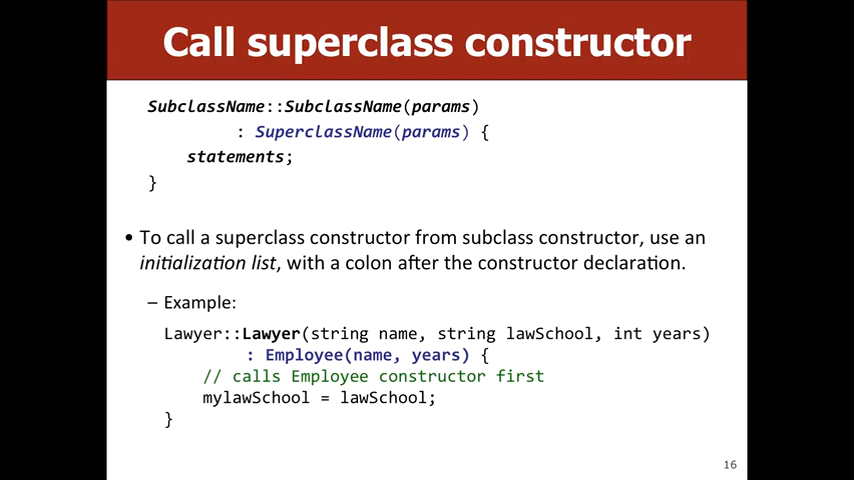 Call superclass constructor
SubclassName::SubclassName(params)
: SuperclassName(params) {
statements;
}
• To call a superclass constructor from subclass constructor, use an
initialization list, with a colon after the constructor declaration.
– Example:
Lawyer::Lawyer(string name, string lawSchool, int years)
: Employee(name, years) {
// calls Employee constructor first
mylawSchool = lawSchool;
}
16